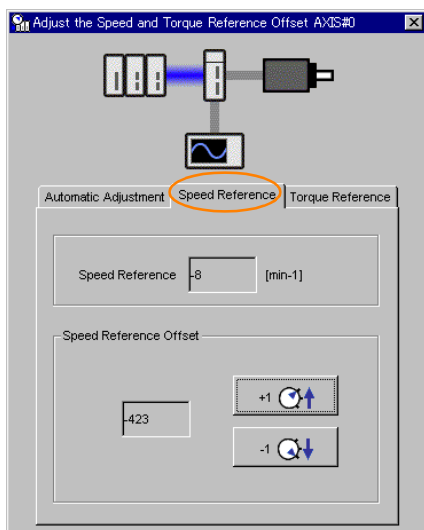 Adjust the Speed and Torque Reference Offset AXIS#0
Automatic Adjustment Speed Reference Torque Reference
Speed Reference -8 [min-1]
Speed Reference Offset
+1
-423
-1